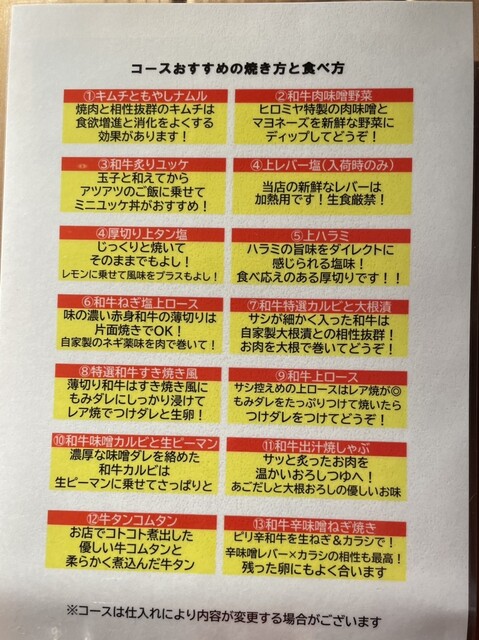 コースおすすめの焼き方と食べ方
①キムチともやしナムル
焼肉と相性抜群のキムチは
食欲増進と消化をよくする
効果があります！
②和牛肉味噌野菜
ヒロミヤ特製の肉味噌と
マヨネーズを新鮮な野菜に
ディップしてどうぞ！
③和牛炙りユッケ
玉子と和えてから
アツアツのご飯に乗せて
ミニユッケ丼がおすすめ！
④上レバー塩(入荷時のみ)
当店の新鮮なレバーは
加熱用です！生食厳禁！
④厚切り上タン塩
じっくりと焼いて
そのままでもよし！
レモンに乗せて風味をプラスもよし！
⑤上ハラミ
ハラミの旨味をダイレクトに
感じられる塩味！
食べ応えのある厚切りです！！
⑥和牛ねぎ塩上ロース
味の濃い赤身和牛の薄切りは
片面焼きでOK！
自家製のネギ薬味を肉で巻いて！
⑦和牛特選カルビと大根漬
サシが細かく入った和牛は
自家製大根漬との相性抜群！
お肉を大根で巻いてどうぞ！
⑧特選和牛すき焼き風
薄切り和牛はすき焼き風に
もみダレにしっかり浸けて
レア焼でつけダレと生卵！
⑨和牛上ロース
サシ控えめの上ロースはレア焼が◎
もみダレをたっぷりつけて焼いたら
つけダレをつけてどうぞ！
⑩和牛味噌カルビと生ピーマン
濃厚な味噌ダレを絡めた
和牛カルビは
生ピーマンに乗せてさっぱりと
⑪和牛出汁焼しゃぶ
サッと炙ったお肉を
温かいおろしつゆへ！
あごだしと大根おろしの優しいお味
⑫牛タンコムタン
お店でコトコト煮出した
優しい牛コムタンと
柔らかく煮込んだ牛タン
⑬和牛辛味噌ねぎ焼き
ピリ辛和牛を生ねぎ＆カラシで！
辛味噌レバー×カラシの相性も最高！
残った卵にもよく合います
※コースは仕入れにより内容が変更する場合がございます